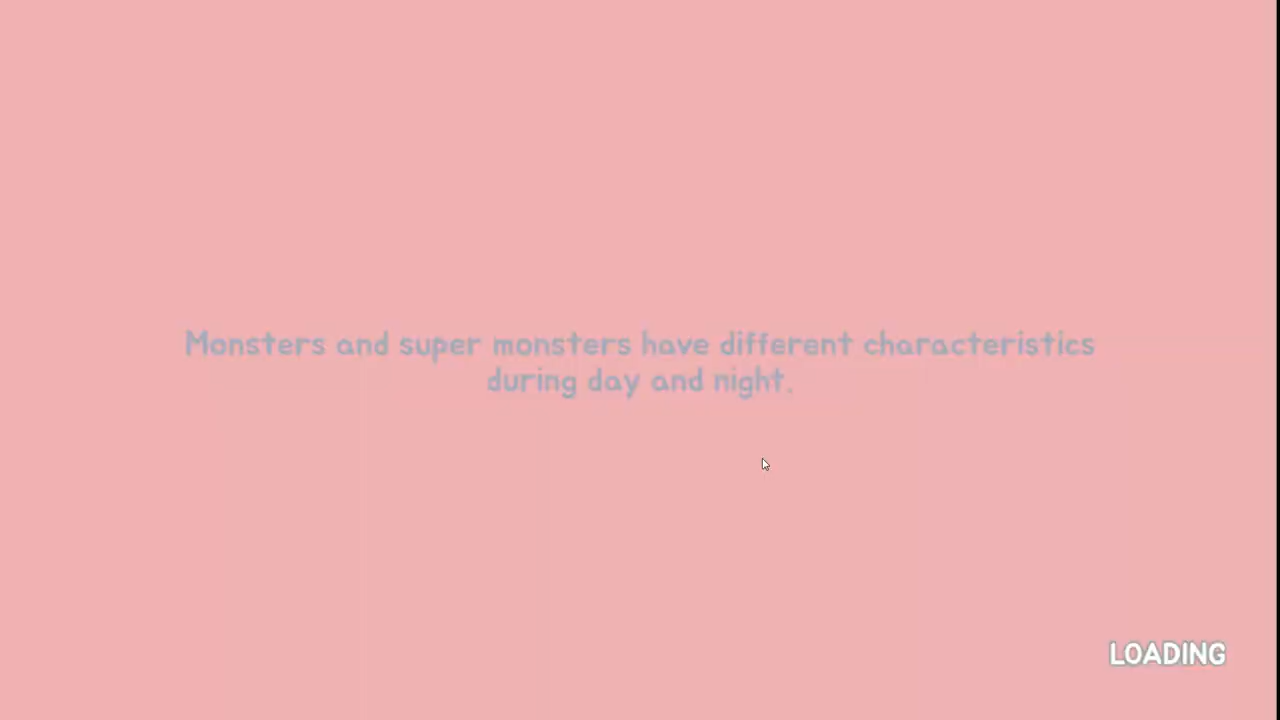 Monsters and super monsters have different characteristics
during day and night.
LOADING